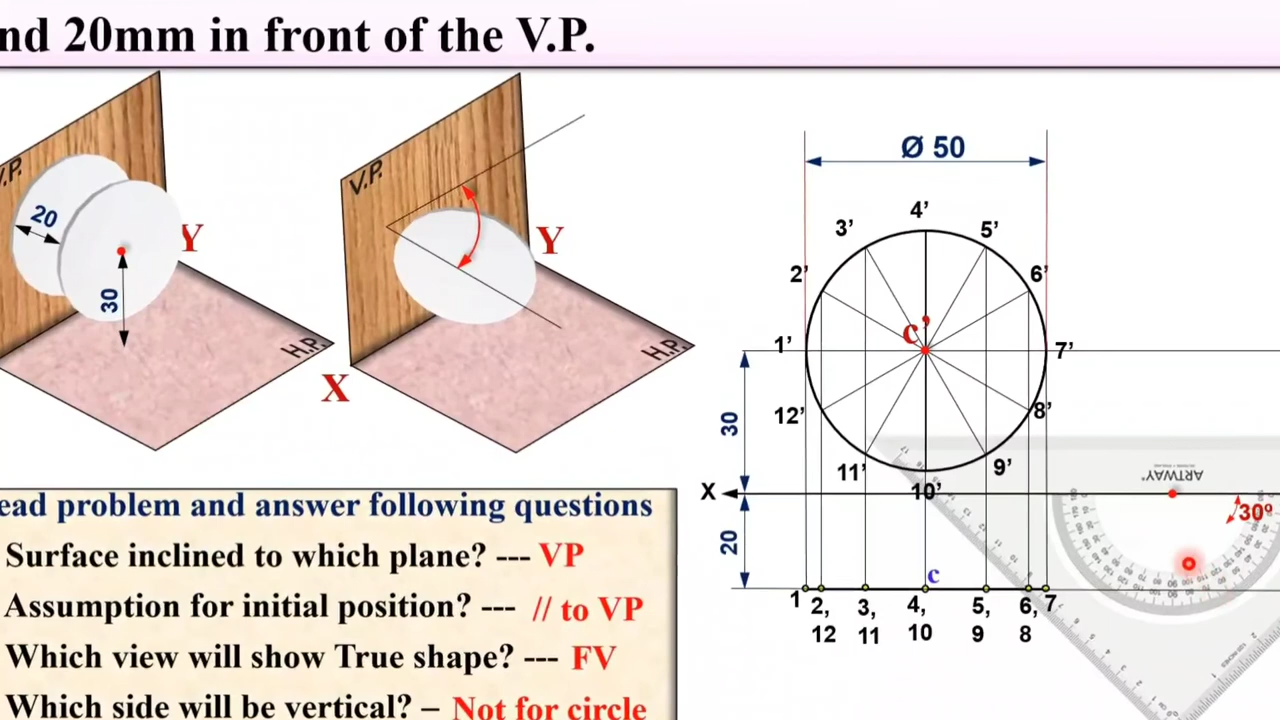 nd 20mm in front of the V.P.
V.P.
20
30
Y
H.P.
X
V.P.
Y
H.P.
Ø 50
1'
2'
3'
4'
5'
6'
7'
8'
9'
10'
11'
12'
c'
30
X
20
30º
ARTWAY
c
1 2, 3, 4, 5, 6, 7
12 11 10 9 8
ead problem and answer following questions
Surface inclined to which plane? --- VP
Assumption for initial position? --- // to VP
Which view will show True shape? --- FV
Which side will be vertical? – Not for circle